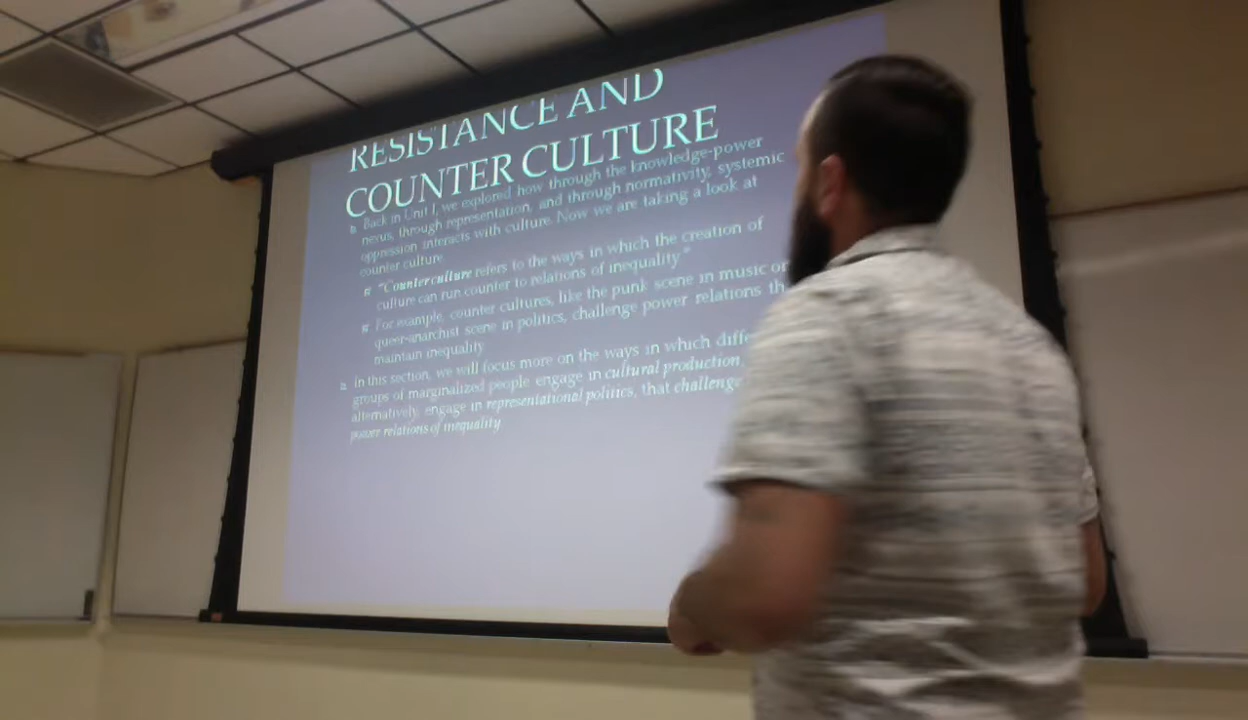 RESISTANCE AND
COUNTER CULTURE
Back in Unit I, we explored how through the knowledge-power
nexus, through representation, and through normativity, systemic
oppression interacts with culture. Now we are taking a look at
counter culture
"Counter culture refers to the ways in which the creation of
culture can run counter to relations of inequality"
For example, counter cultures, like the punk scene in music or
queer-anarchist scene in politics, challenge power relations th
maintain inequality
In this section, we will focus more on the ways in which diffe
groups of marginalized people engage in cultural production,
alternatively, engage in representational politics, that challenge
power relations of inequality